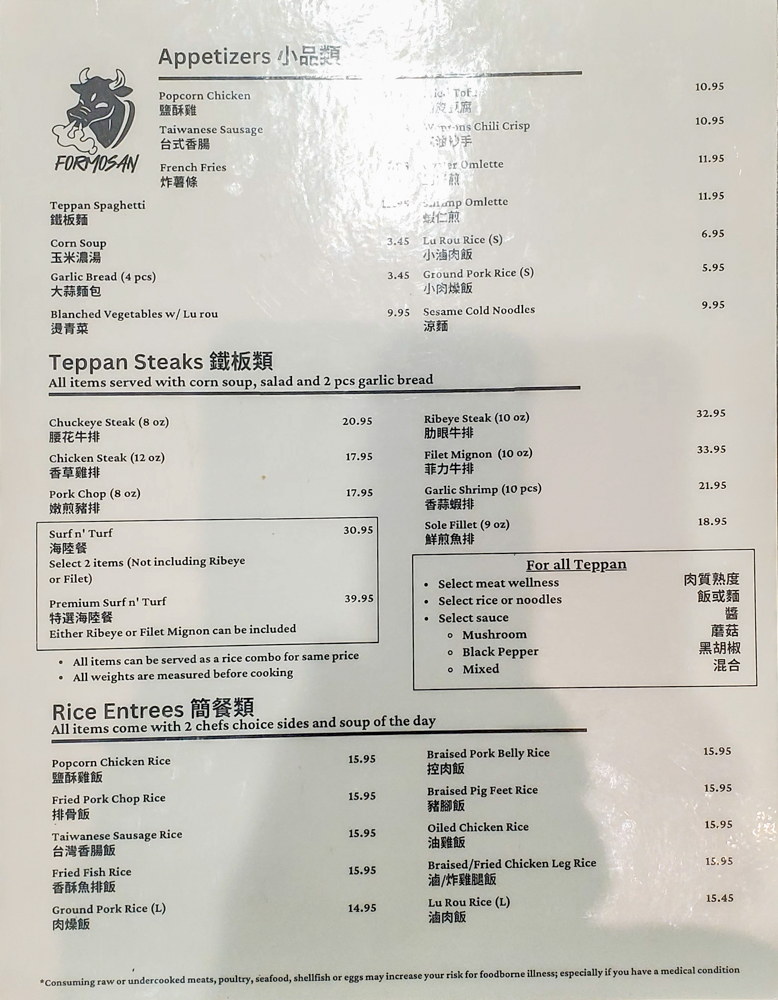 Appetizers 小品類
FORMOSAN
Popcorn Chicken
鹽酥雞
Taiwanese Sausage
台式香腸
French Fries
炸薯條
Teppan Spaghetti
鐵板麵
Corn Soup 3.45
玉米濃湯
Garlic Bread (4 pcs) 3.45
大蒜麵包
Blanched Vegetables w/ Lu rou 9.95
燙青菜
10.95
Chili Crisp 10.95
手
Omlette 11.95
煎
Shrimp Omlette 11.95
蝦仁煎
Lu Rou Rice (S) 6.95
小滷肉飯
Ground Pork Rice (S) 5.95
小肉燥飯
Sesame Cold Noodles 9.95
涼麵
Teppan Steaks 鐵板類
All items served with corn soup, salad and 2 pcs garlic bread
Chuckeye Steak (8 oz) 20.95
腰花牛排
Chicken Steak (12 oz) 17.95
香草雞排
Pork Chop (8 oz) 17.95
嫩煎豬排
Surf n' Turf 30.95
海陸餐
Select 2 items (Not including Ribeye
or Filet)
Premium Surf n' Turf 39.95
特選海陸餐
Either Ribeye or Filet Mignon can be included
• All items can be served as a rice combo for same price
• All weights are measured before cooking
Ribeye Steak (10 oz) 32.95
肋眼牛排
Filet Mignon (10 oz) 33.95
菲力牛排
Garlic Shrimp (10 pcs) 21.95
香蒜蝦排
Sole Fillet (9 oz) 18.95
鮮煎魚排
For all Teppan
• Select meat wellness 肉質熟度
• Select rice or noodles 飯或麵
• Select sauce 醬
○ Mushroom 蘑菇
○ Black Pepper 黑胡椒
○ Mixed 混合
Rice Entrees 簡餐類
All items come with 2 chefs choice sides and soup of the day
Popcorn Chicken Rice 15.95
鹽酥雞飯
Fried Pork Chop Rice 15.95
排骨飯
Taiwanese Sausage Rice 15.95
台灣香腸飯
Fried Fish Rice 15.95
香酥魚排飯
Ground Pork Rice (L) 14.95
肉燥飯
Braised Pork Belly Rice 15.95
控肉飯
Braised Pig Feet Rice 15.95
豬腳飯
Oiled Chicken Rice 15.95
油雞飯
Braised/Fried Chicken Leg Rice 15.95
滷/炸雞腿飯
Lu Rou Rice (L) 15.45
滷肉飯
*Consuming raw or undercooked meats, poultry, seafood, shellfish or eggs may increase your risk for foodborne illness; especially if you have a medical condition